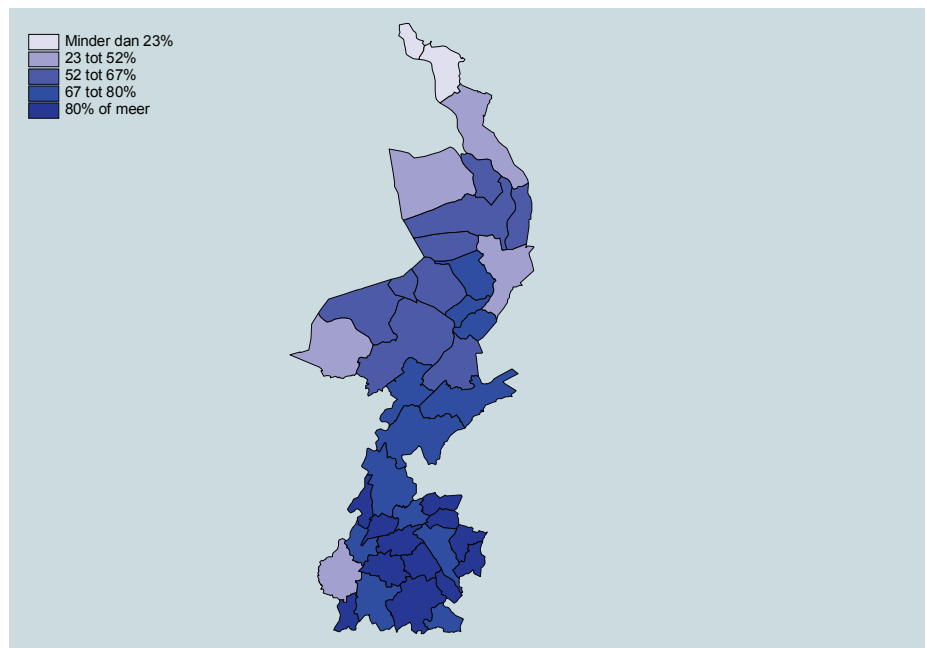 Minder dan 23%
23 tot 52%
52 tot 67%
67 tot 80%
80% of meer